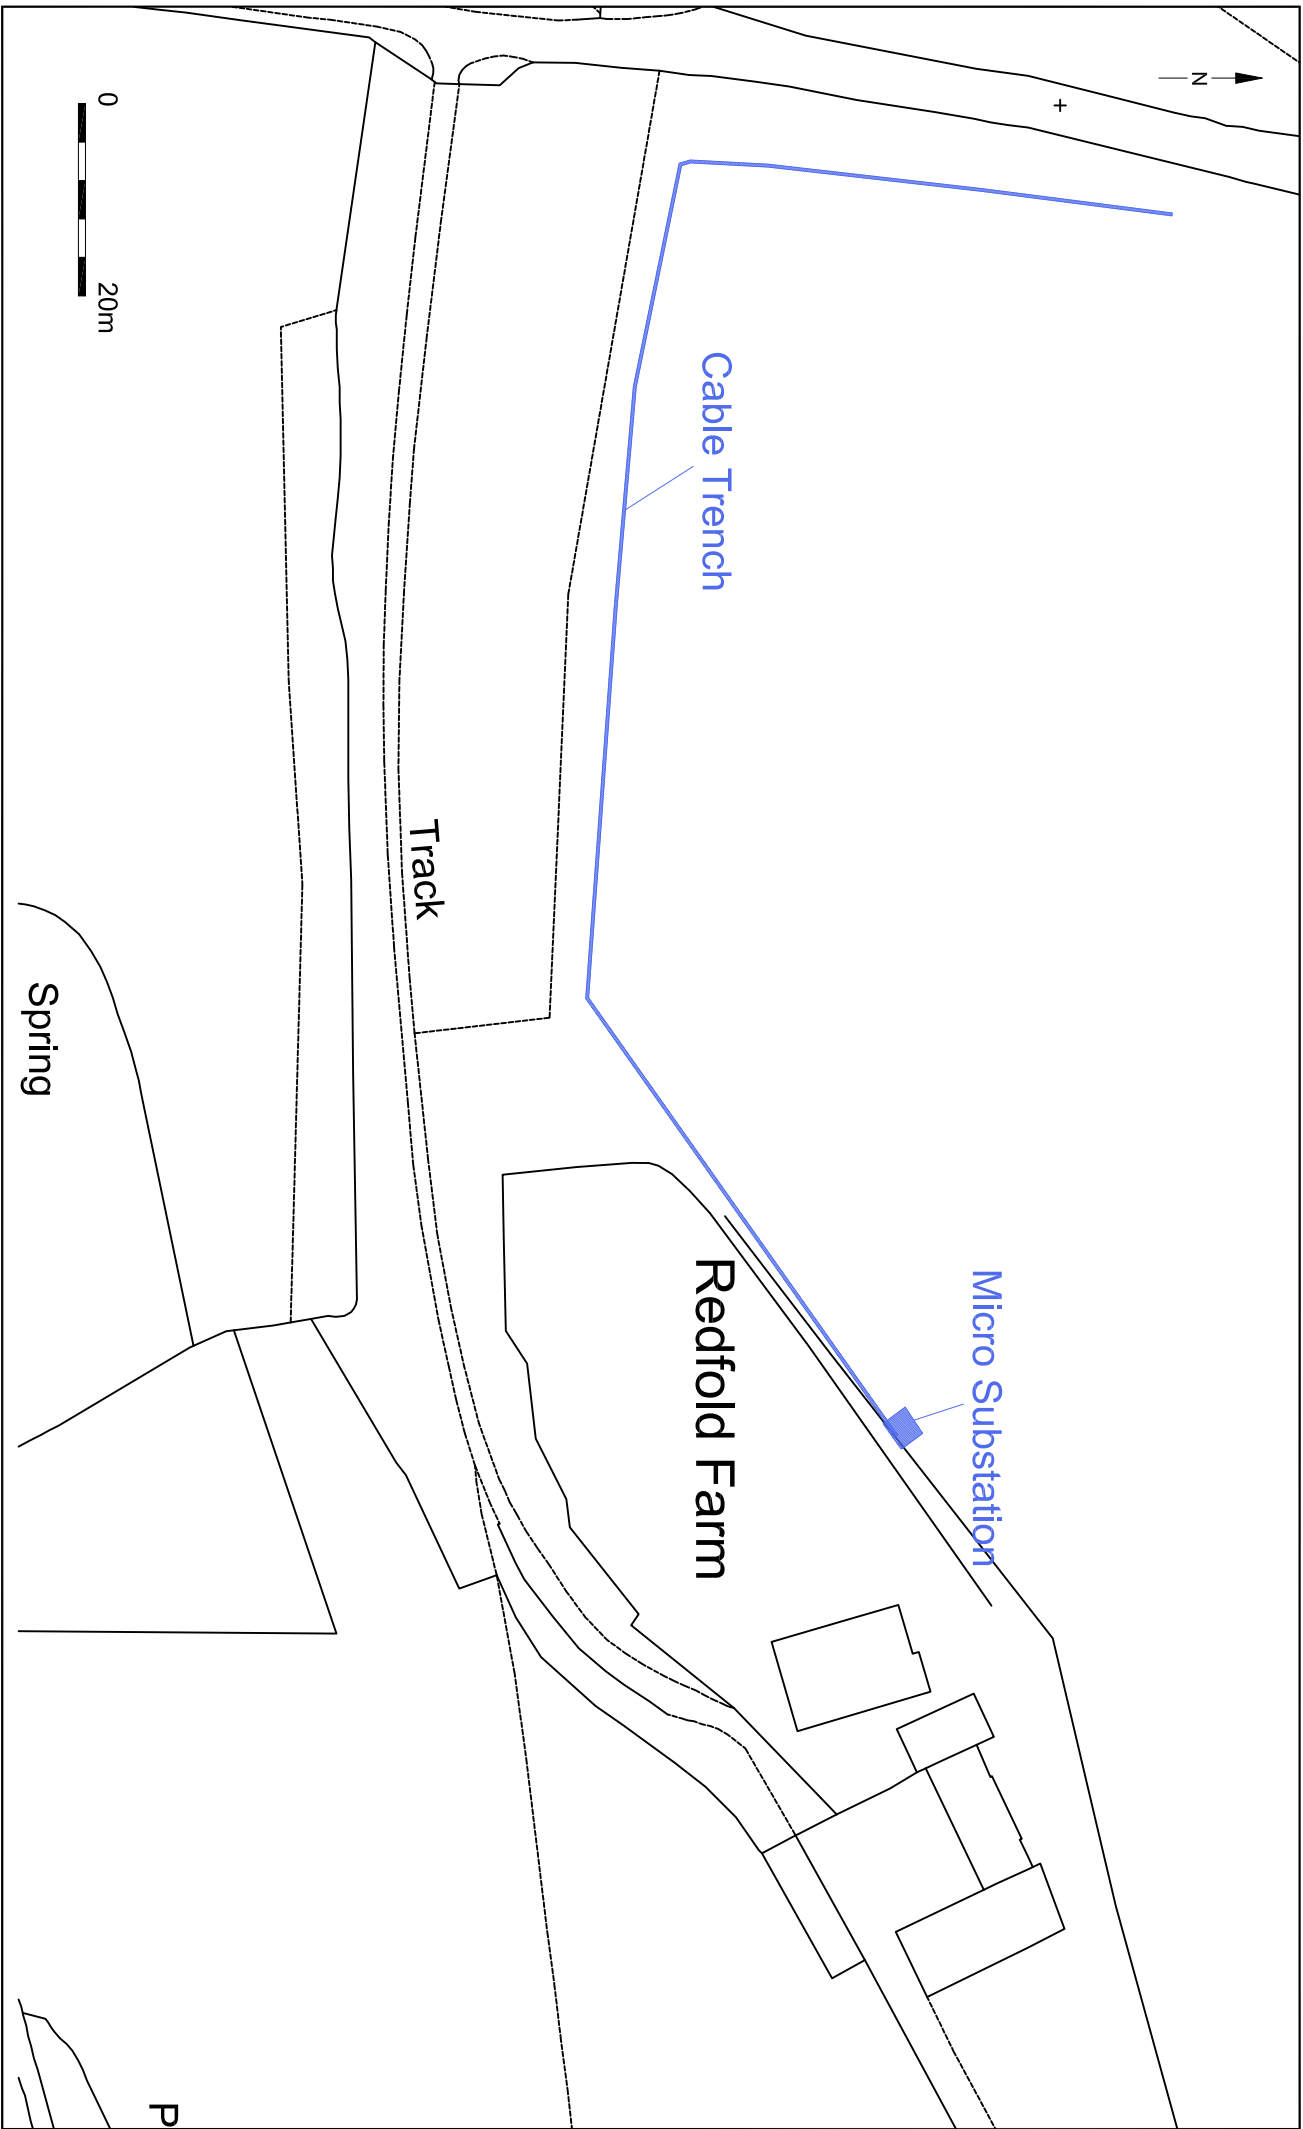 N
0
20m
Cable Trench
Track
Spring
Micro Substation
Redfold Farm
P